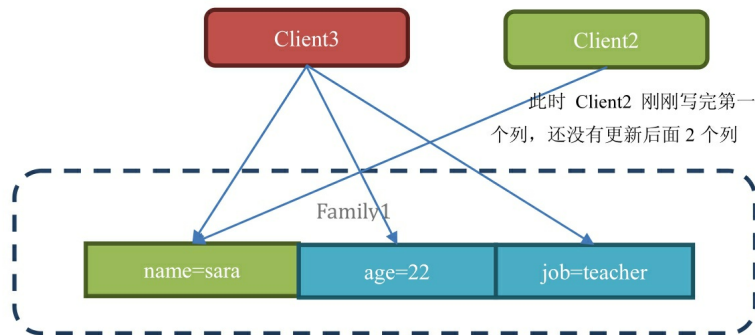 Client3
Client2
此时 Client2 刚刚写完第一
个列，还没有更新后面 2 个列
Family1
name=sara
age=22
job=teacher